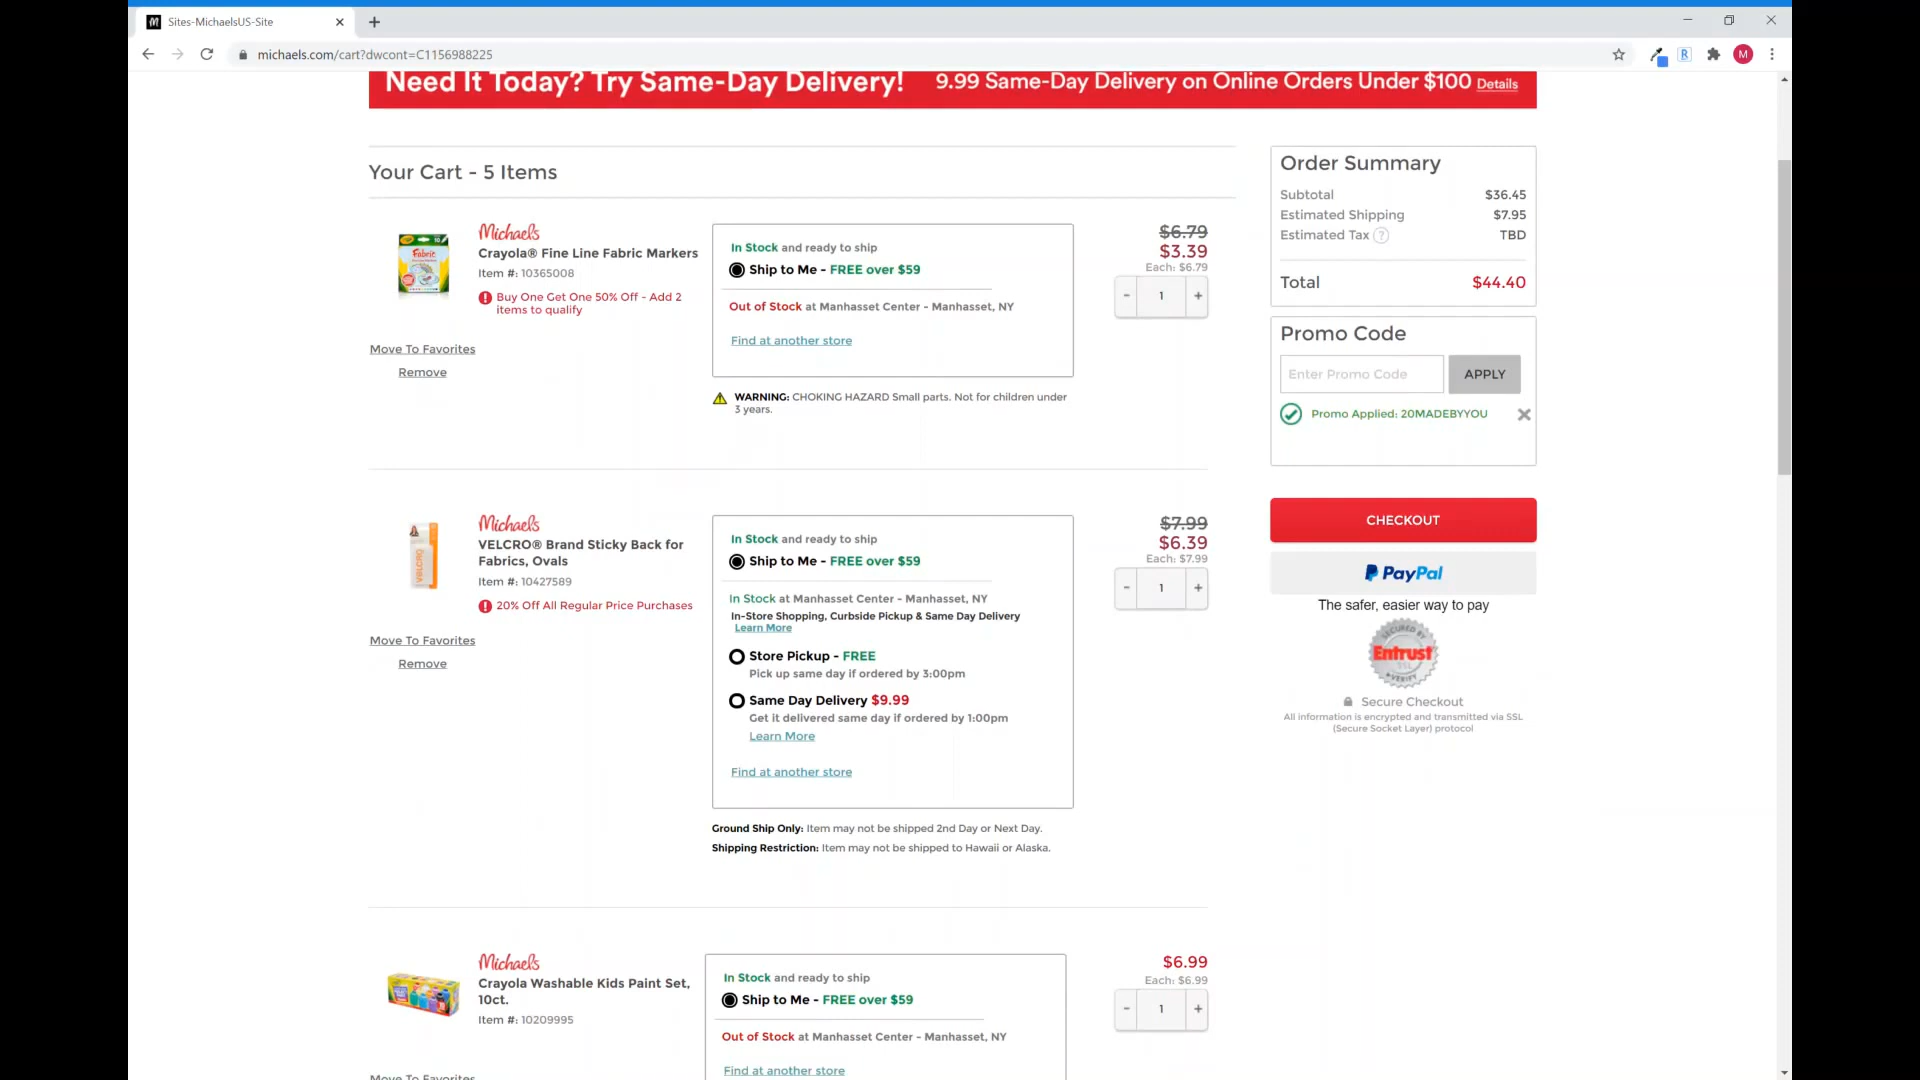 Sites-MichaelsUS-Site
michaels.com/cart?dwcont=C1156988225
R
M
Need It Today? Try Same-Day Delivery!
9.99 Same-Day Delivery on Online Orders Under $100 Details
Your Cart - 5 Items
Michaels
Crayola® Fine Line Fabric Markers
Item #: 10365008
Buy One Get One 50% Off - Add 2
items to qualify
Move To Favorites
Remove
In Stock and ready to ship
Ship to Me - FREE over $59
Out of Stock at Manhasset Center - Manhasset, NY
Find at another store
WARNING: CHOKING HAZARD Small parts. Not for children under
3 years.
$6.79
$3.39
Each: $6.79
- 1 +
Michaels
VELCRO® Brand Sticky Back for
Fabrics, Ovals
Item #: 10427589
20% Off All Regular Price Purchases
Move To Favorites
Remove
In Stock and ready to ship
Ship to Me - FREE over $59
In Stock at Manhasset Center - Manhasset, NY
In-Store Shopping, Curbside Pickup & Same Day Delivery
Learn More
Store Pickup - FREE
Pick up same day if ordered by 3:00pm
Same Day Delivery $9.99
Get it delivered same day if ordered by 1:00pm
Learn More
Find at another store
Ground Ship Only: Item may not be shipped 2nd Day or Next Day.
Shipping Restriction: Item may not be shipped to Hawaii or Alaska.
$7.99
$6.39
Each: $7.99
- 1 +
Michaels
Crayola Washable Kids Paint Set,
10ct.
Item #: 10209995
Move To Favorites
In Stock and ready to ship
Ship to Me - FREE over $59
Out of Stock at Manhasset Center - Manhasset, NY
Find at another store
$6.99
Each: $6.99
- 1 +
Order Summary
Subtotal $36.45
Estimated Shipping $7.95
Estimated Tax ? TBD
Total $44.40
Promo Code
Enter Promo Code APPLY
Promo Applied: 20MADEBYYOU
CHECKOUT
PayPal
The safer, easier way to pay
SECURED BY
Entrust
SSL
VERIFY
Secure Checkout
All information is encrypted and transmitted via SSL
(Secure Socket Layer) protocol
Fabric
VELCRO